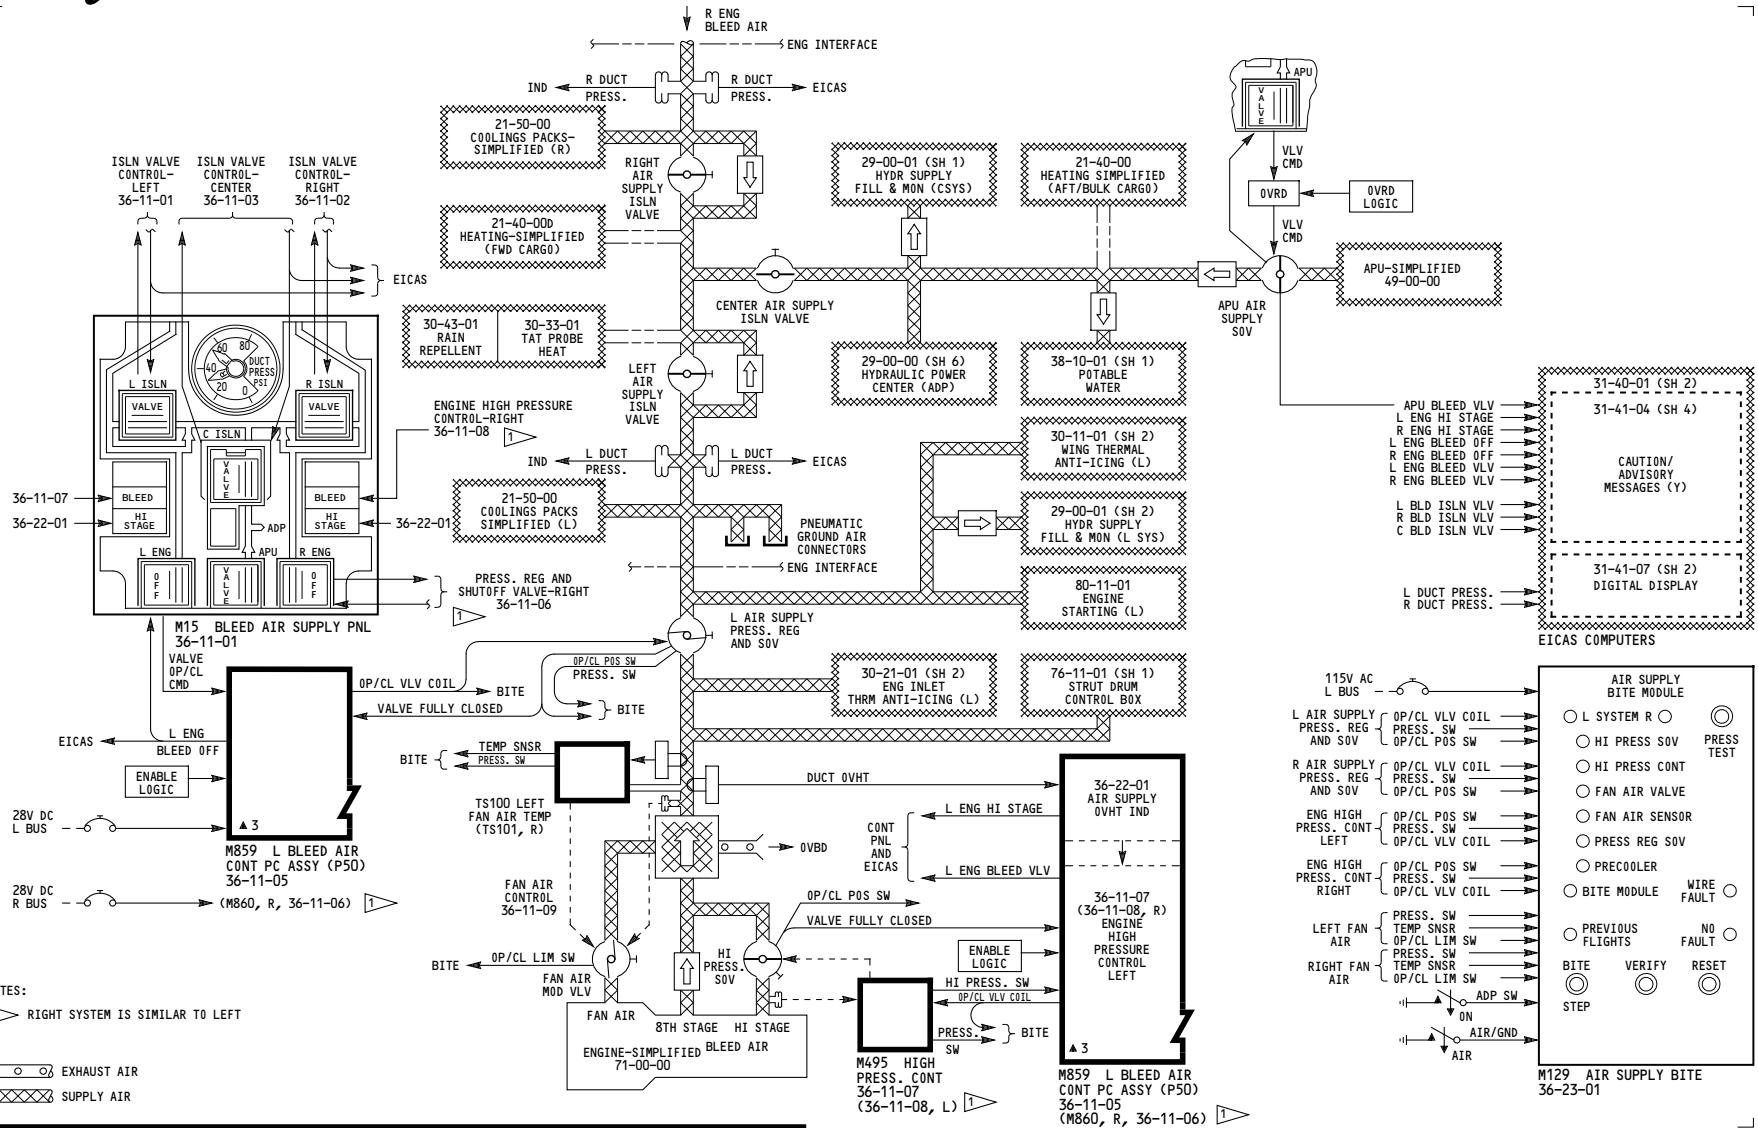 R ENG
BLEED AIR
ENG INTERFACE
IND
R DUCT
PRESS.
R DUCT
PRESS.
EICAS
21-50-00
COOLINGS PACKS-
SIMPLIFIED (R)
RIGHT
AIR
SUPPLY
ISLN
VALVE
21-40-00D
HEATING-SIMPLIFIED
(FWD CARGO)
29-00-01 (SH 1)
HYDR SUPPLY
FILL & MON (CSYS)
21-40-00
HEATING SIMPLIFIED
(AFT/BULK CARGO)
APU
VALVE
VLV
CMD
OVRD
OVRD
LOGIC
VLV
CMD
APU-SIMPLIFIED
49-00-00
APU AIR
SUPPLY
SOV
CENTER AIR SUPPLY
ISLN VALVE
30-43-01
RAIN
REPELLENT
30-33-01
TAT PROBE
HEAT
LEFT
AIR
SUPPLY
ISLN
VALVE
29-00-00 (SH 6)
HYDRAULIC POWER
CENTER (ADP)
38-10-01 (SH 1)
POTABLE
WATER
ISLN VALVE
CONTROL-
LEFT
36-11-01
ISLN VALVE
CONTROL-
CENTER
36-11-03
ISLN VALVE
CONTROL-
RIGHT
36-11-02
EICAS
80
60
40
20
0
DUCT
PRESS
PSI
L
R
L ISLN
VALVE
R ISLN
VALVE
C ISLN
VALVE
BLEED
HI
STAGE
BLEED
HI
STAGE
ADP
APU
L ENG
OFF
VALVE
R ENG
OFF
36-11-07
36-22-01
36-22-01
ENGINE HIGH PRESSURE
CONTROL-RIGHT
36-11-08
1
PRESS. REG AND
SHUTOFF VALVE-RIGHT
36-11-06
1
M15 BLEED AIR SUPPLY PNL
36-11-01
IND
L DUCT
PRESS.
L DUCT
PRESS.
EICAS
21-50-00
COOLINGS PACKS
SIMPLIFIED (L)
PNEUMATIC
GROUND AIR
CONNECTORS
ENG INTERFACE
30-11-01 (SH 2)
WING THERMAL
ANTI-ICING (L)
29-00-01 (SH 2)
HYDR SUPPLY
FILL & MON (L SYS)
80-11-01
ENGINE
STARTING (L)
L AIR SUPPLY
PRESS. REG
AND SOV
30-21-01 (SH 2)
ENG INLET
THRM ANTI-ICING (L)
76-11-01 (SH 1)
STRUT DRUM
CONTROL BOX
VALVE
OP/CL
CMD
OP/CL VLV COIL
BITE
VALVE FULLY CLOSED
OP/CL POS SW
PRESS. SW
BITE
EICAS
L ENG
BLEED OFF
ENABLE
LOGIC
28V DC
L BUS
3
M859 L BLEED AIR
CONT PC ASSY (P50)
36-11-05
28V DC
R BUS
(M860, R, 36-11-06)
1
BITE
TEMP SNSR
PRESS. SW
TS100 LEFT
FAN AIR TEMP
(TS101, R)
DUCT OVHT
OVBD
FAN AIR
CONTROL
36-11-09
BITE
OP/CL LIM SW
FAN AIR
MOD VLV
HI
PRESS.
SOV
OP/CL POS SW
VALVE FULLY CLOSED
FAN AIR
8TH STAGE
HI STAGE
BLEED AIR
ENGINE-SIMPLIFIED
71-00-00
CONT
PNL
AND
EICAS
L ENG HI STAGE
L ENG BLEED VLV
36-22-01
AIR SUPPLY
OVHT IND
36-11-07
(36-11-08, R)
ENGINE
HIGH
PRESSURE
CONTROL
LEFT
3
ENABLE
LOGIC
HI PRESS. SW
OP/CL VLV COIL
PRESS.
SW
BITE
M495 HIGH
PRESS. CONT
36-11-07
(36-11-08, L)
1
M859 L BLEED AIR
CONT PC ASSY (P50)
36-11-05
(M860, R, 36-11-06)
1
31-40-01 (SH 2)
31-41-04 (SH 4)
CAUTION/
ADVISORY
MESSAGES (Y)
31-41-07 (SH 2)
DIGITAL DISPLAY
APU BLEED VLV
L ENG HI STAGE
R ENG HI STAGE
L ENG BLEED OFF
R ENG BLEED OFF
L ENG BLEED VLV
R ENG BLEED VLV
L BLD ISLN VLV
R BLD ISLN VLV
C BLD ISLN VLV
L DUCT PRESS.
R DUCT PRESS.
EICAS COMPUTERS
115V AC
L BUS
L AIR SUPPLY
PRESS. REG
AND SOV
OP/CL VLV COIL
PRESS. SW
OP/CL POS SW
R AIR SUPPLY
PRESS. REG
AND SOV
OP/CL VLV COIL
PRESS. SW
OP/CL POS SW
ENG HIGH
PRESS. CONT
LEFT
OP/CL POS SW
PRESS. SW
OP/CL VLV COIL
ENG HIGH
PRESS. CONT
RIGHT
OP/CL POS SW
PRESS. SW
OP/CL VLV COIL
LEFT FAN
AIR
PRESS. SW
TEMP SNSR
OP/CL LIM SW
RIGHT FAN
AIR
PRESS. SW
TEMP SNSR
OP/CL LIM SW
ADP SW
ON
AIR/GND
AIR
AIR SUPPLY
BITE MODULE
L SYSTEM R
PRESS
TEST
HI PRESS SOV
HI PRESS CONT
FAN AIR VALVE
FAN AIR SENSOR
PRESS REG SOV
PRECOOLER
BITE MODULE
WIRE
FAULT
PREVIOUS
FLIGHTS
NO
FAULT
BITE
VERIFY
RESET
STEP
M129 AIR SUPPLY BITE
36-23-01
TES:
RIGHT SYSTEM IS SIMILAR TO LEFT
EXHAUST AIR
SUPPLY AIR